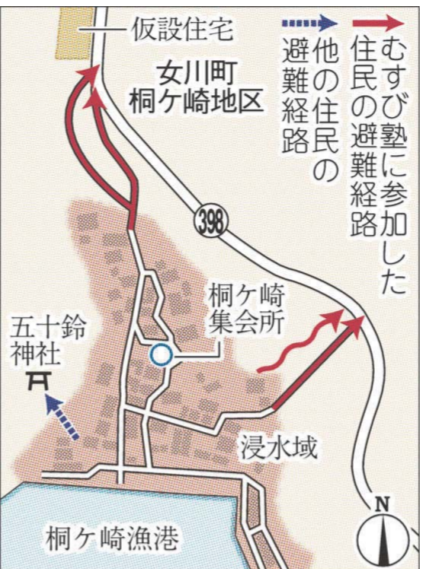 むすび塾に参加した
住民の避難経路
他の住民の
避難経路
仮設住宅
女川町
桐ケ崎地区
398
桐ケ崎
集会所
五十鈴
神社
浸水域
桐ケ崎漁港
N